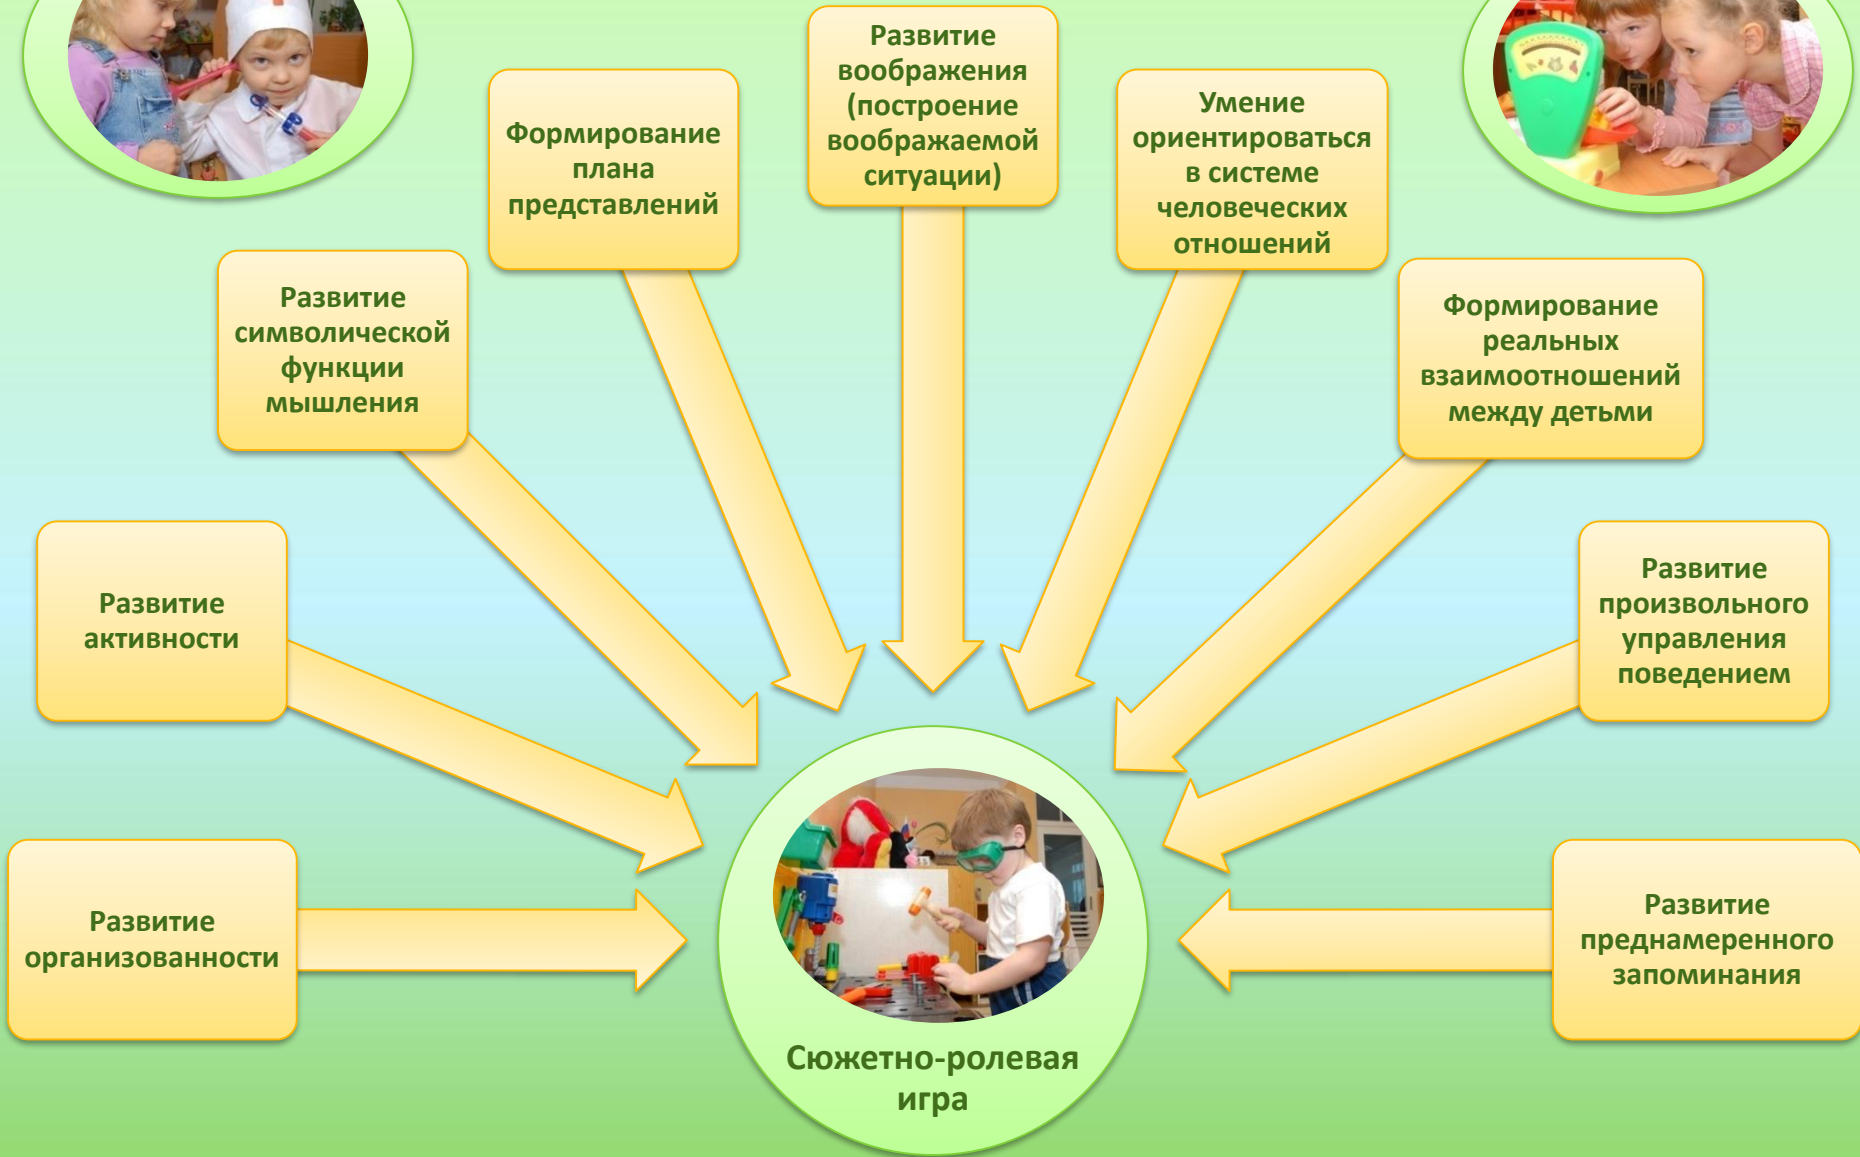 Развитие
воображения
(построение
воображаемой
ситуации)
Формирование
плана
представлений
Умение
ориентироваться
в системе
человеческих
отношений
Развитие
символической
функции
мышления
Формирование
реальных
взаимоотношений
между детьми
Развитие
активности
Развитие
произвольного
управления
поведением
Развитие
организованности
Развитие
преднамеренного
запоминания
Сюжетно-ролевая
игра